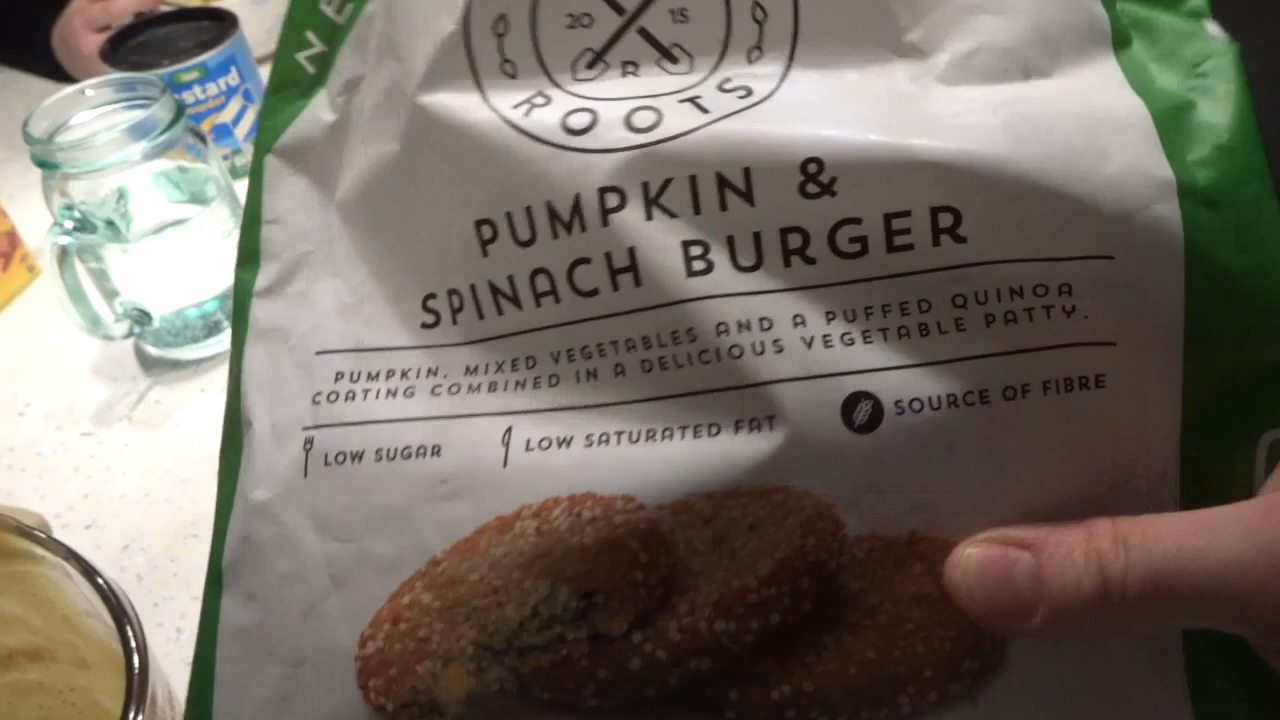 NE
20 15
R
ROOTS
stard
PUMPKIN &
SPINACH BURGER
PUMPKIN, MIXED VEGETABLES AND A PUFFED QUINOA
COATING COMBINED IN A DELICIOUS VEGETABLE PATTY.
LOW SUGAR
LOW SATURATED FAT
SOURCE OF FIBRE